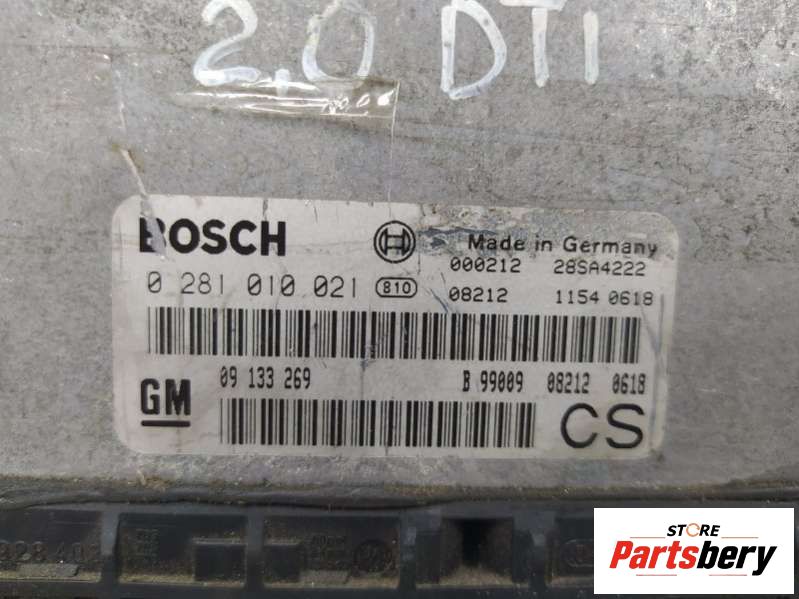 2.0 DTI
BOSCH
Made in Germany
000212 28SA4222
0 281 010 021 810
08212 1154 0618
09 133 269 B 99009 08212 0618
GM
CS
STORE
Partsbery